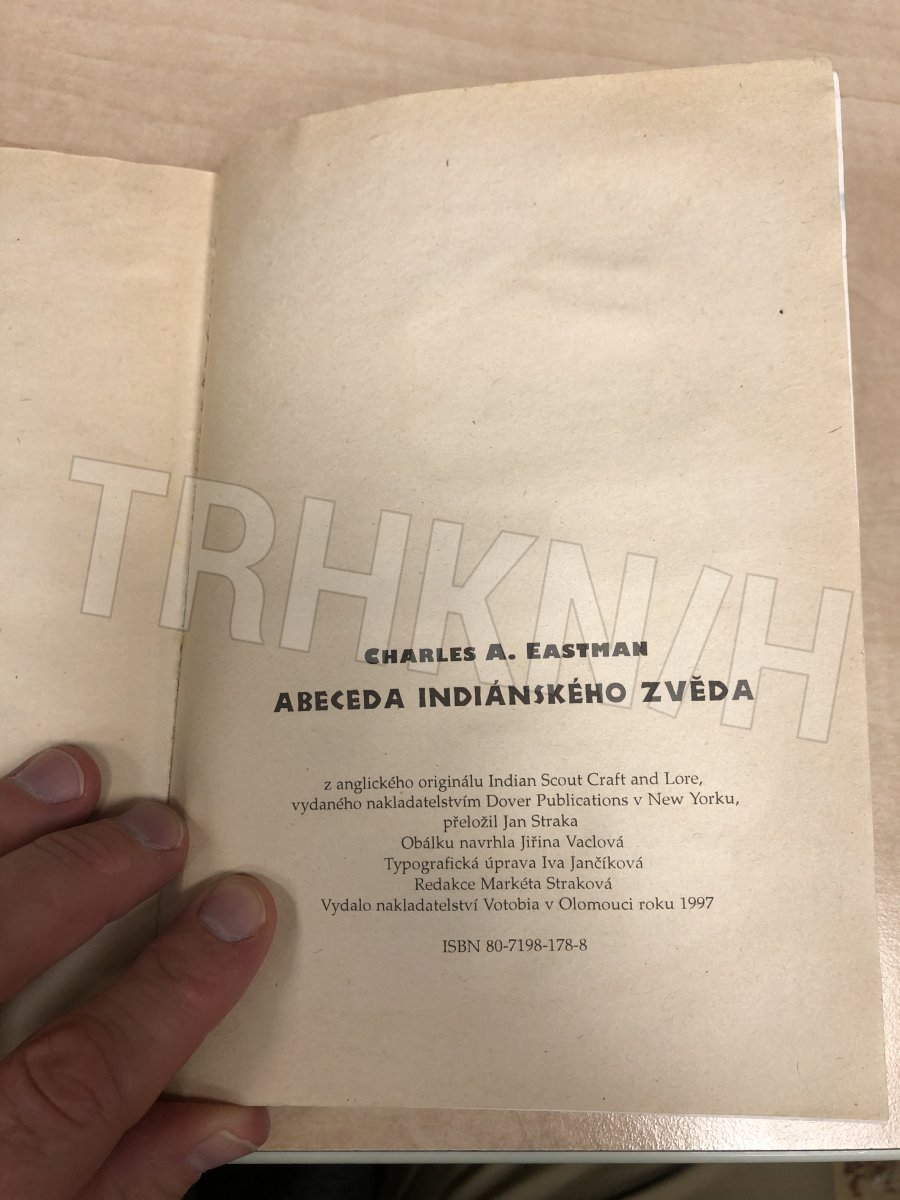 TRHKN/H
CHARLES A. EASTMAN
ABECEDA INDIÁNSKÉHO ZVĚDA
z anglického originálu Indian Scout Craft and Lore,
vydaného nakladatelstvím Dover Publications v New Yorku,
přeložil Jan Straka
Obálku navrhla Jiřina Vaclová
Typografická úprava Iva Jančíková
Redakce Markéta Straková
Vydalo nakladatelství Votobia v Olomouci roku 1997
ISBN 80-7198-178-8